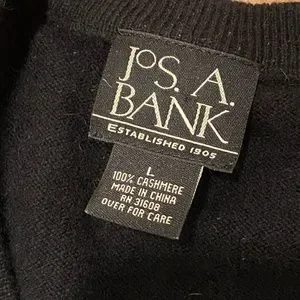 JOS. A.
BANK
ESTABLISHED 1905
L
100% CASHMERE
MADE IN CHINA
RN 31608
OVER FOR CARE